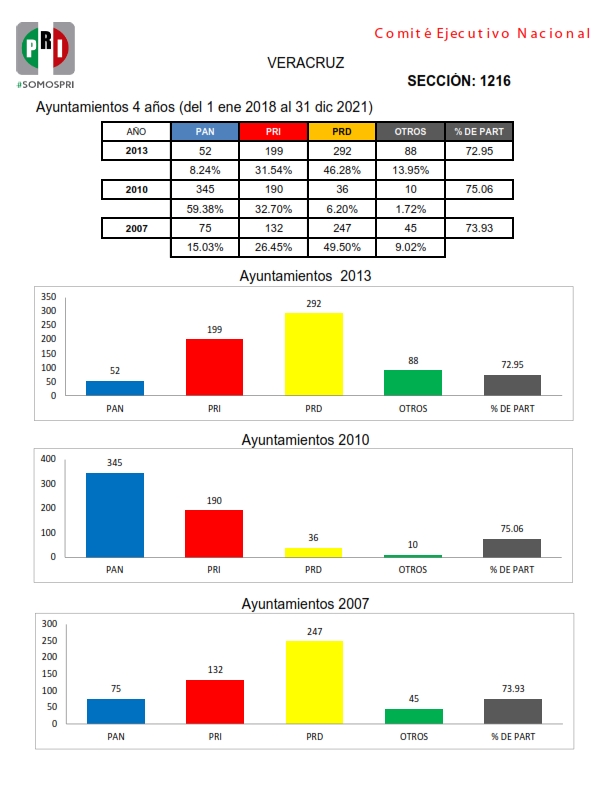 Comité Ejecutivo Nacional
PRI
#SOMOSPRI
VERACRUZ
SECCIÓN: 1216
Ayuntamientos 4 años (del 1 ene 2018 al 31 dic 2021)
AÑO PAN PRI PRD OTROS % DE PART
2013 52 199 292 88 72.95
8.24% 31.54% 46.28% 13.95%
2010 345 190 36 10 75.06
59.38% 32.70% 6.20% 1.72%
2007 75 132 247 45 73.93
15.03% 26.45% 49.50% 9.02%
Ayuntamientos 2013
350
300
250
200
150
100
50
0
52 199 292 88 72.95
PAN PRI PRD OTROS % DE PART
Ayuntamientos 2010
400
300
200
100
0
345 190 36 10 75.06
PAN PRI PRD OTROS % DE PART
Ayuntamientos 2007
300
250
200
150
100
50
0
75 132 247 45 73.93
PAN PRI PRD OTROS % DE PART